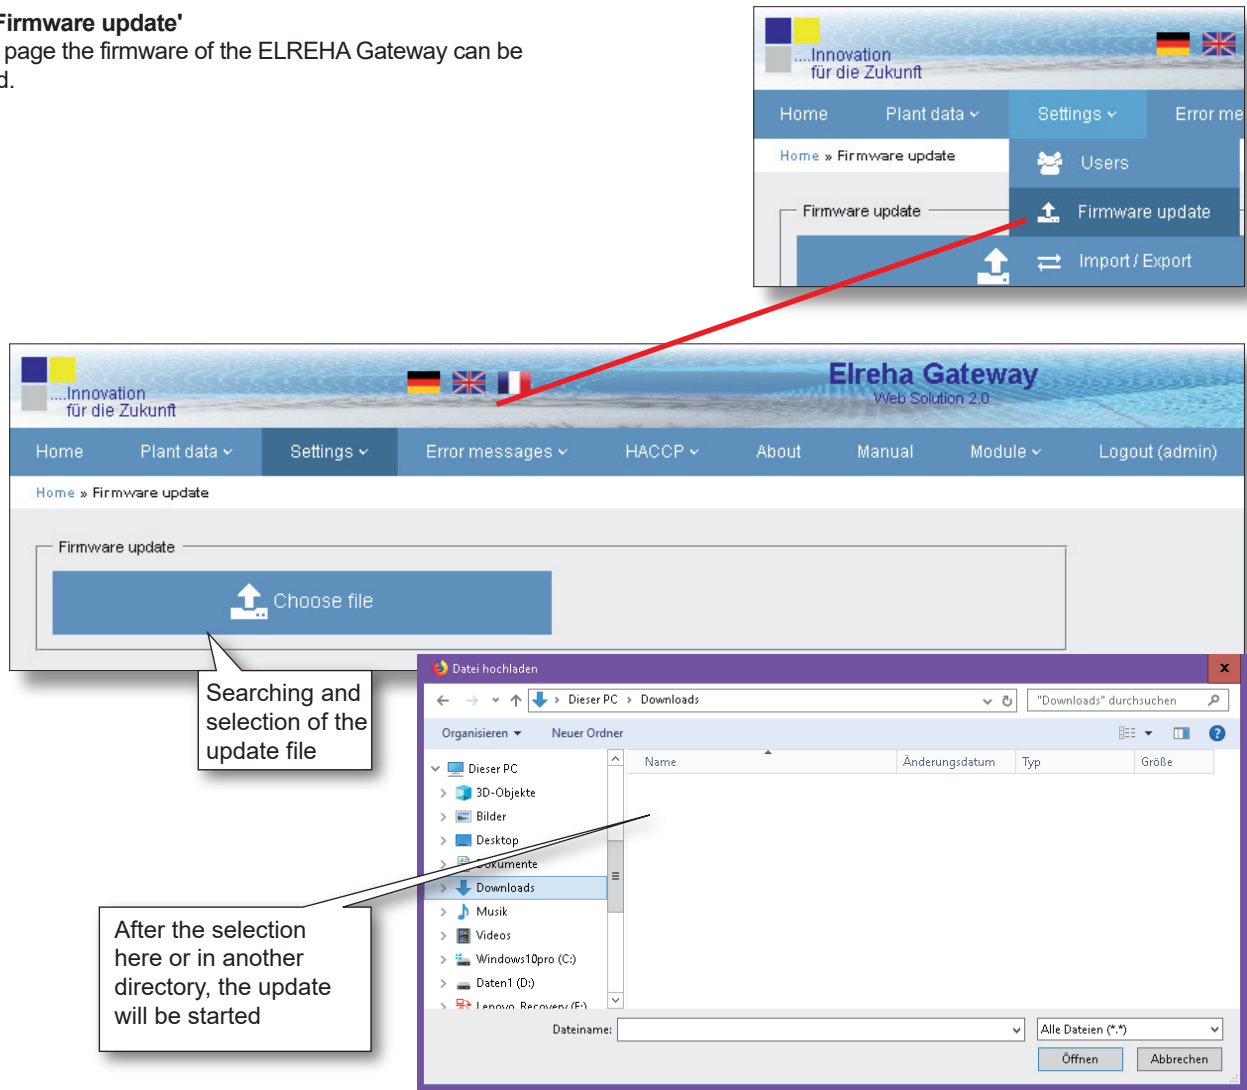 Firmware update'
page the firmware of the ELREHA Gateway can be
d.
....Innovation
für die Zukunft
Home Plant data Settings Error me
Home » Firmware update
Users
Firmware update
Firmware update
Import / Export
....Innovation
für die Zukunft
Elreha Gateway
Web Solution 2.0
Home Plant data Settings Error messages HACCP About Manual Module Logout (admin)
Home » Firmware update
Firmware update
Choose file
Searching and
selection of the
update file
Datei hochladen
Dieser PC > Downloads
"Downloads" durchsuchen
Organisieren Neuer Ordner
Name Änderungsdatum Typ Größe
Dieser PC
3D-Objekte
Bilder
Desktop
Dokumente
Downloads
Musik
Videos
Windows10pro (C:)
Daten1 (D:)
Lenovo_Recovery (E:)
After the selection
here or in another
directory, the update
will be started
Dateiname:
Alle Dateien (*.*)
Öffnen Abbrechen